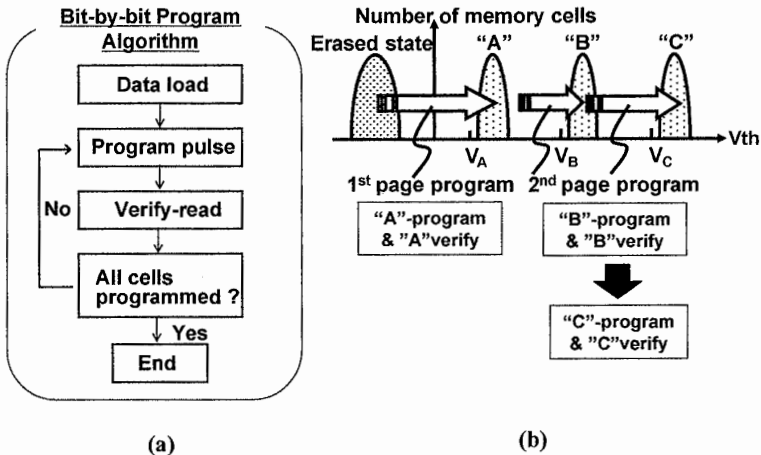 Bit-by-bit Program
Algorithm
Data load
Program pulse
No
Verify-read
All cells
programmed ?
Yes
End
(a)
Number of memory cells
Erased state
“A”
“B”
“C”
Vth
VA
VB
VC
1st page program
2nd page program
“A”-program
& ”A”verify
“B”-program
& ”B”verify
“C”-program
& ”C”verify
(b)